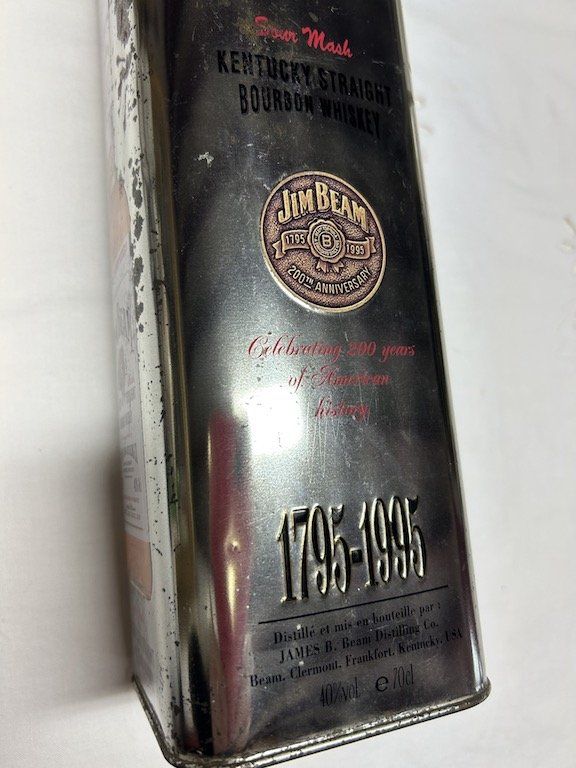 Sour Mash
KENTUCKY STRAIGHT
BOURBON WHISKEY
JIM BEAM
1795 B 1995
200TH ANNIVERSARY
Celebrating 200 years
of American
history
1795-1995
Distillé et mis en bouteille par :
JAMES B. Beam Distilling Co.
Beam, Clermont, Frankfort, Kentucky, USA
40%vol e 70cl